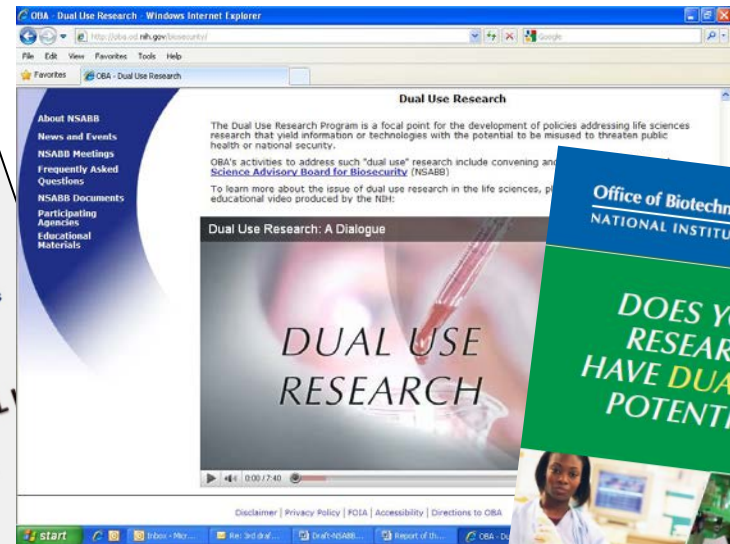 OBA - Dual Use Research - Windows Internet Explorer
http://oba.od.nih.gov/biosecurity/
Google
File Edit View Favorites Tools Help
Favorites
OBA - Dual Use Research
About NSABB
News and Events
NSABB Meetings
Frequently Asked
Questions
NSABB Documents
Participating
Agencies
Educational
Materials
Dual Use Research
The Dual Use Research Program is a focal point for the development of policies addressing life sciences
research that yield information or technologies with the potential to be misused to threaten public
health or national security.
OBA's activities to address such "dual use" research include convening
Science Advisory Board for Biosecurity (NSABB)
To learn more about the issue of dual use research in the life sciences,
educational video produced by the NIH:
Dual Use Research: A Dialogue
DUAL USE
RESEARCH
0:00 / 7:40
Disclaimer | Privacy Policy | FOIA | Accessibility | Directions to OBA
start
Inbox - Micr...
Re: 3rd draf...
Draft-NSABB...
Report of th...
OBA - Du
Office of Biotechn
NATIONAL INSTITU
DOES YO
RESEAR
HAVE DUA
POTENTI